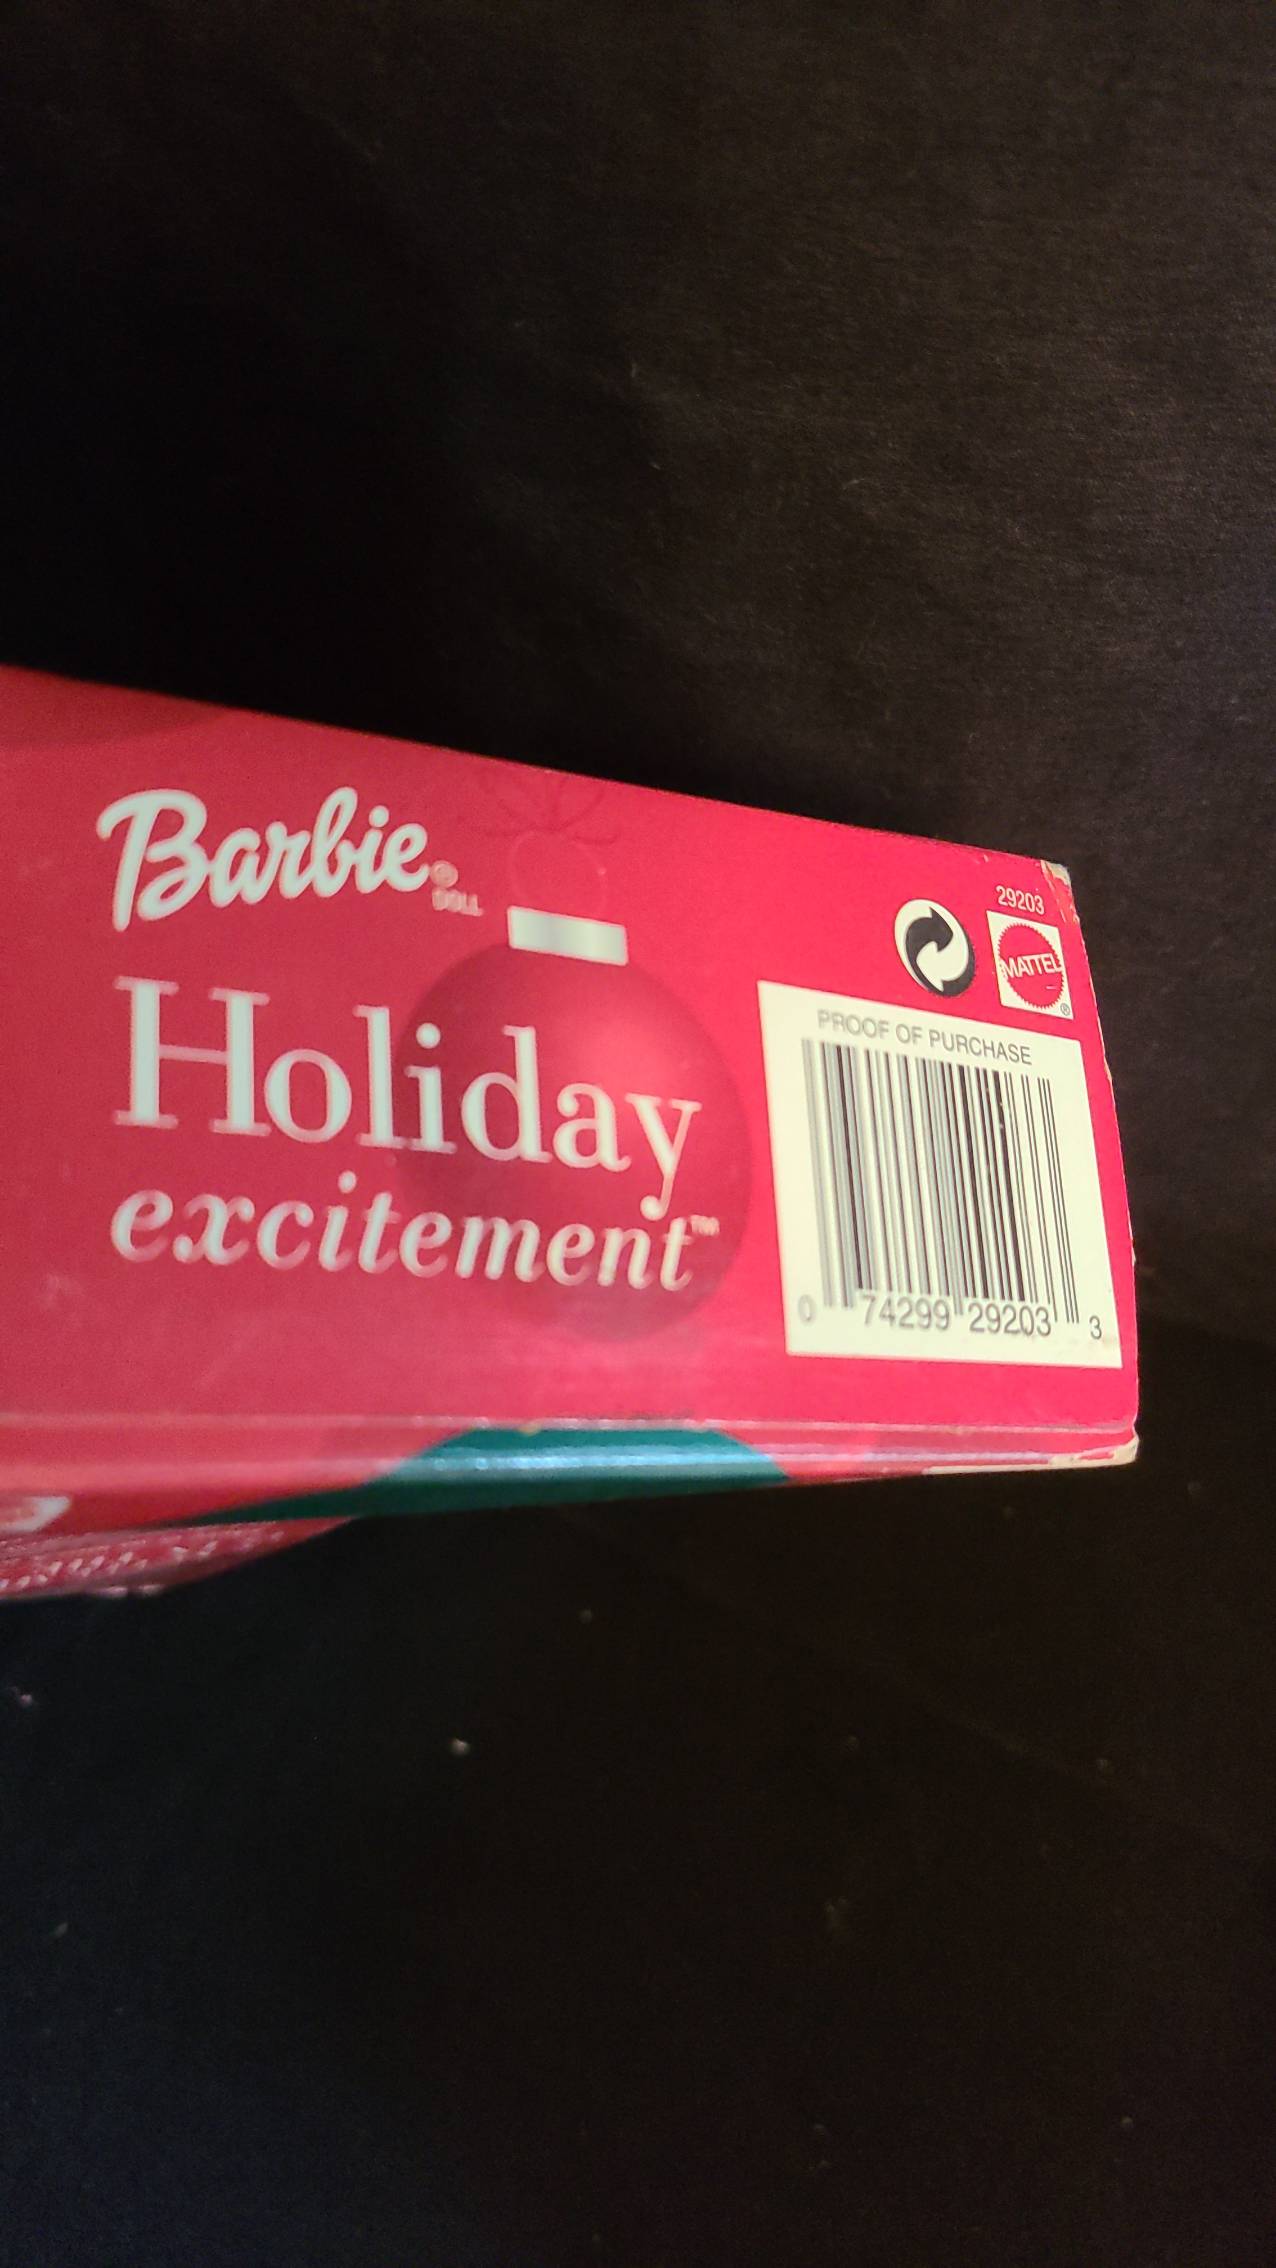 Barbie®
DOLL
Holiday
excitement™
29203
MATTEL
®
PROOF OF PURCHASE
0 74299 29203 3